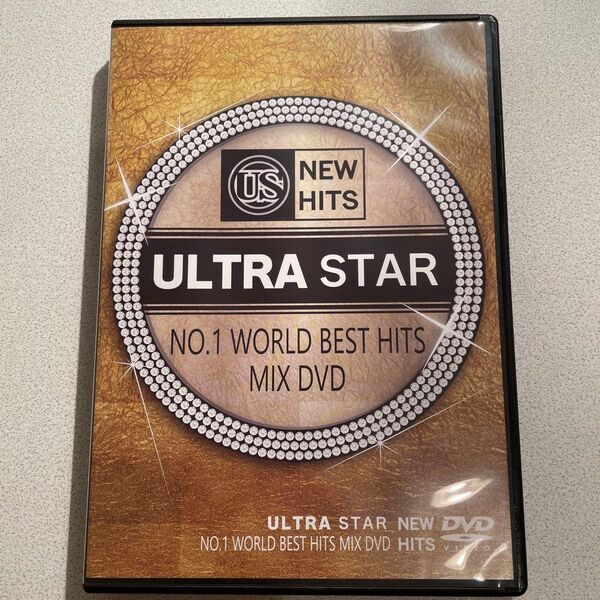 US NEW
HITS
ULTRA STAR
NO.1 WORLD BEST HITS
MIX DVD
ULTRA STAR NEW DVD
NO.1 WORLD BEST HITS MIX DVD HITS VIDEO